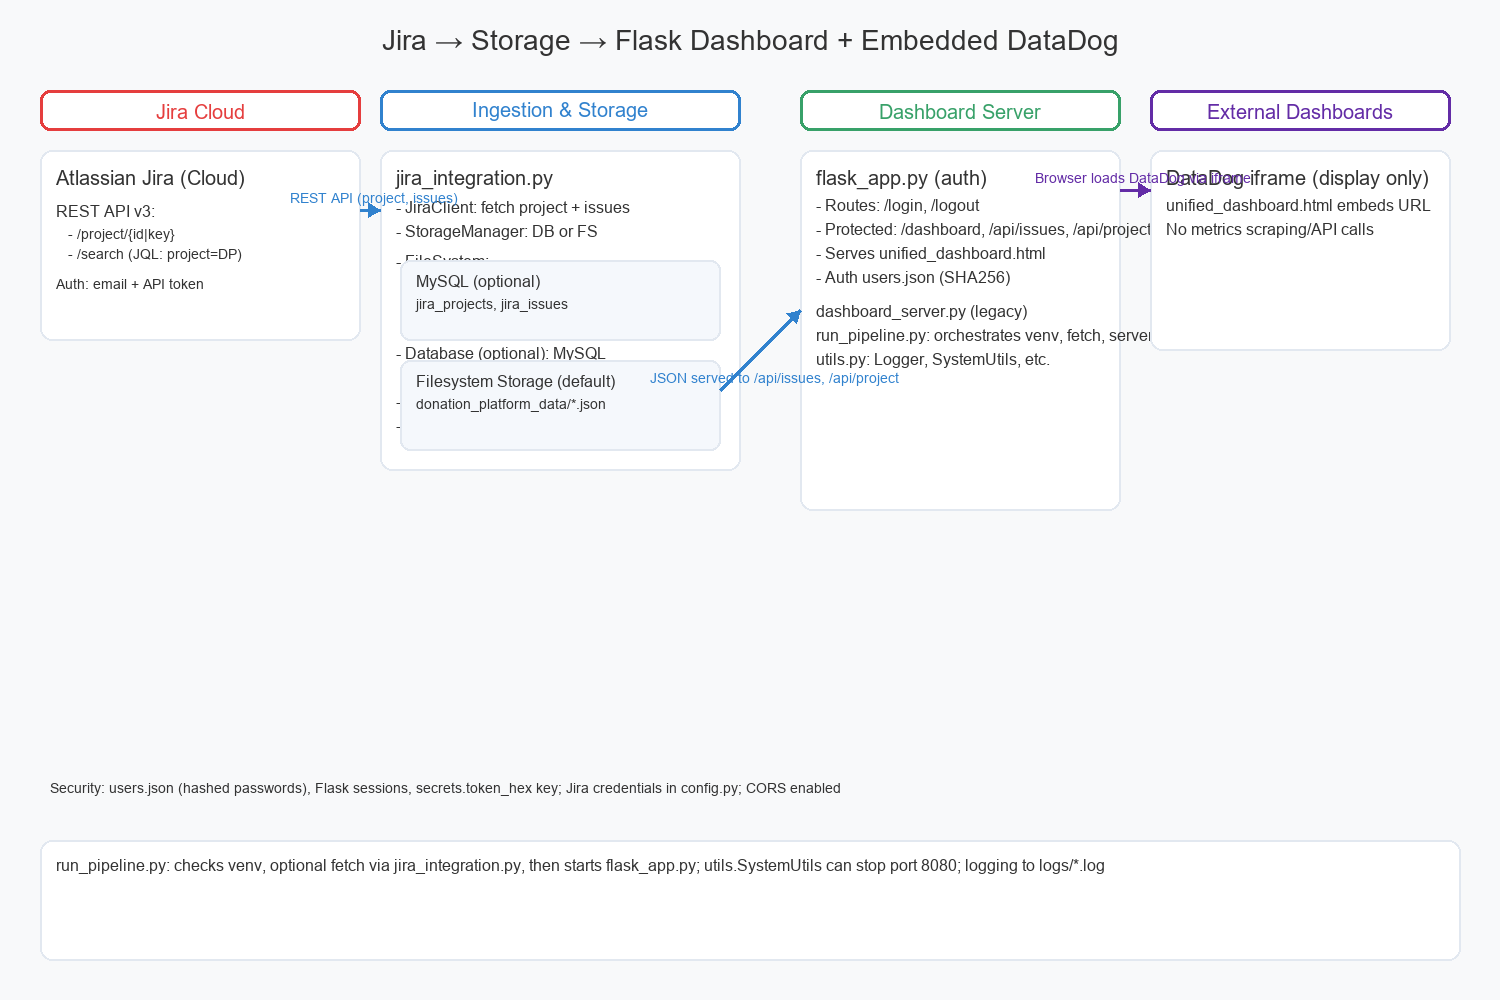 Jira → Storage → Flask Dashboard + Embedded DataDog
Jira Cloud
Ingestion & Storage
Dashboard Server
External Dashboards
Atlassian Jira (Cloud)
REST API v3:
- /project/{id|key}
- /search (JQL: project=DP)
Auth: email + API token
REST API (project, issues)
jira_integration.py
- JiraClient: fetch project + issues
- StorageManager: DB or FS
- FileSystem:
MySQL (optional)
jira_projects, jira_issues
- Database (optional): MySQL
Filesystem Storage (default)
donation_platform_data/*.json
-
-
JSON served to /api/issues, /api/project
flask_app.py (auth)
- Routes: /login, /logout
- Protected: /dashboard, /api/issues, /api/project
- Serves unified_dashboard.html
- Auth users.json (SHA256)
dashboard_server.py (legacy)
run_pipeline.py: orchestrates venv, fetch, server
utils.py: Logger, SystemUtils, etc.
Browser loads DataDog via iframe
DataDog iframe (display only)
unified_dashboard.html embeds URL
No metrics scraping/API calls
Security: users.json (hashed passwords), Flask sessions, secrets.token_hex key; Jira credentials in config.py; CORS enabled
run_pipeline.py: checks venv, optional fetch via jira_integration.py, then starts flask_app.py; utils.SystemUtils can stop port 8080; logging to logs/*.log